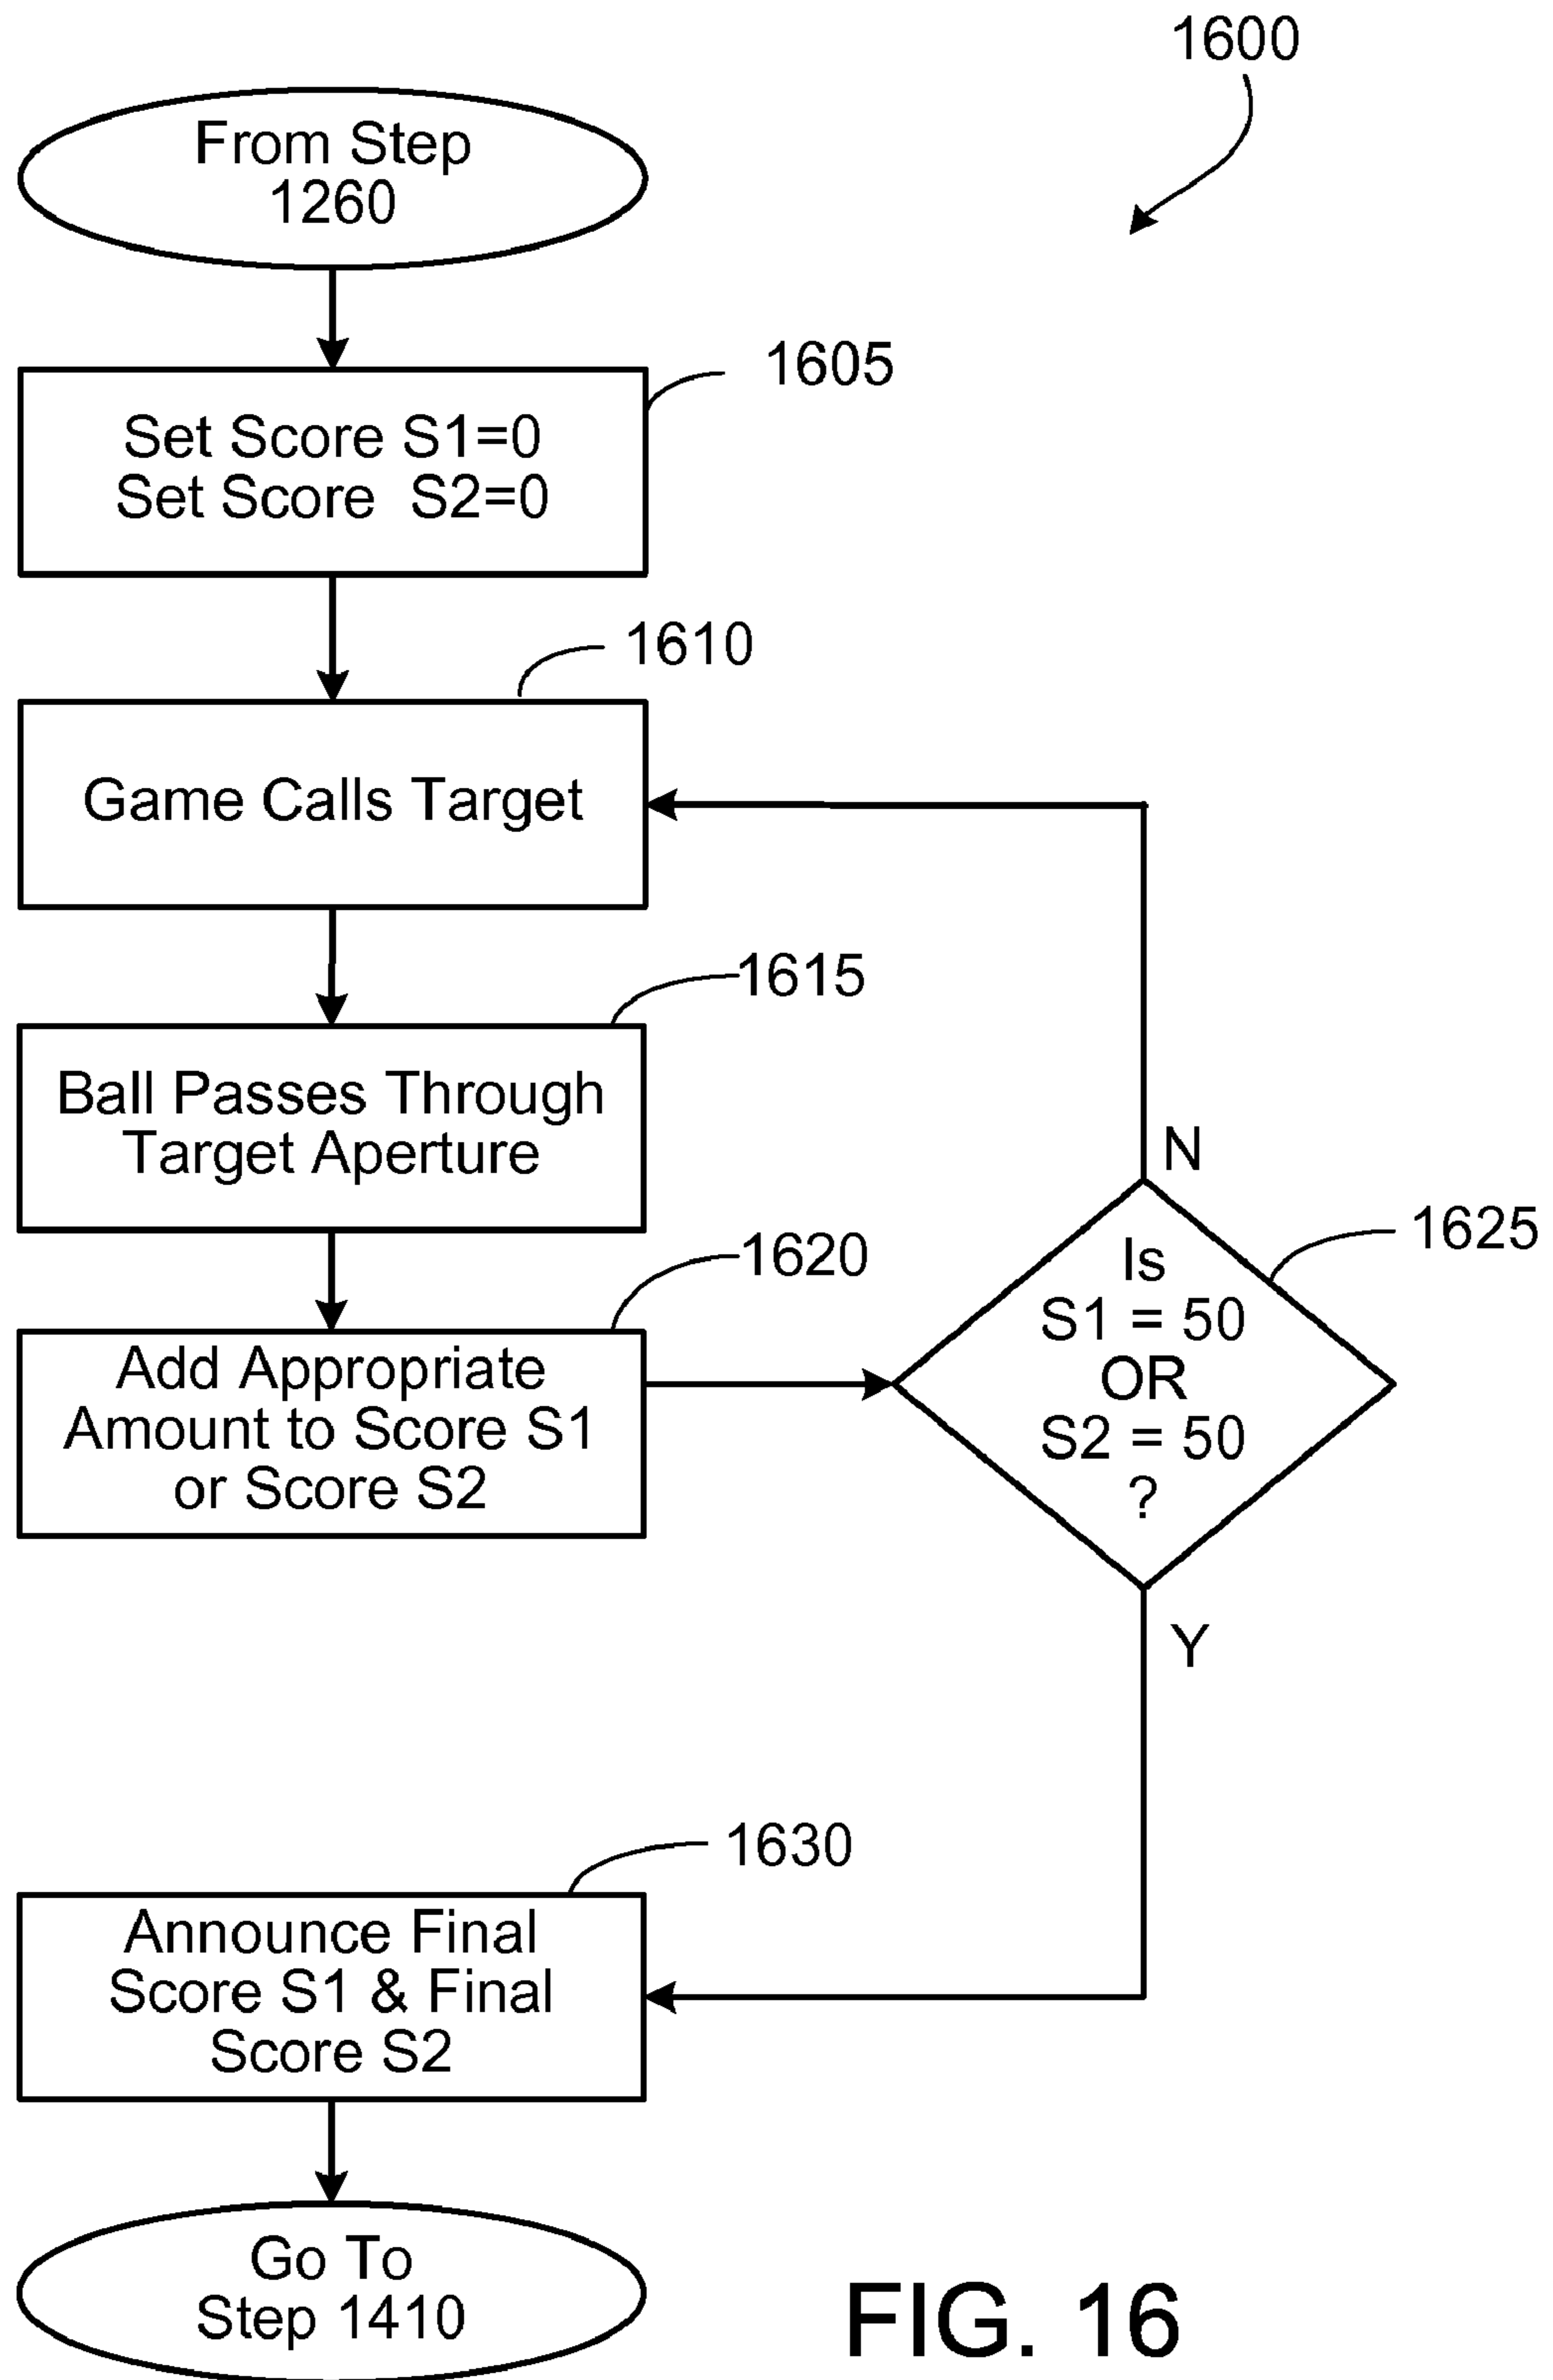 1600
From Step
1260
1605
Set Score S1=0
Set Score S2=0
1610
Game Calls Target
1615
Ball Passes Through
Target Aperture
1620
Add Appropriate
Amount to Score S1
or Score S2
N
1625
Is
S1 = 50
OR
S2 = 50
?
Y
1630
Announce Final
Score S1 & Final
Score S2
Go To
Step 1410
FIG. 16